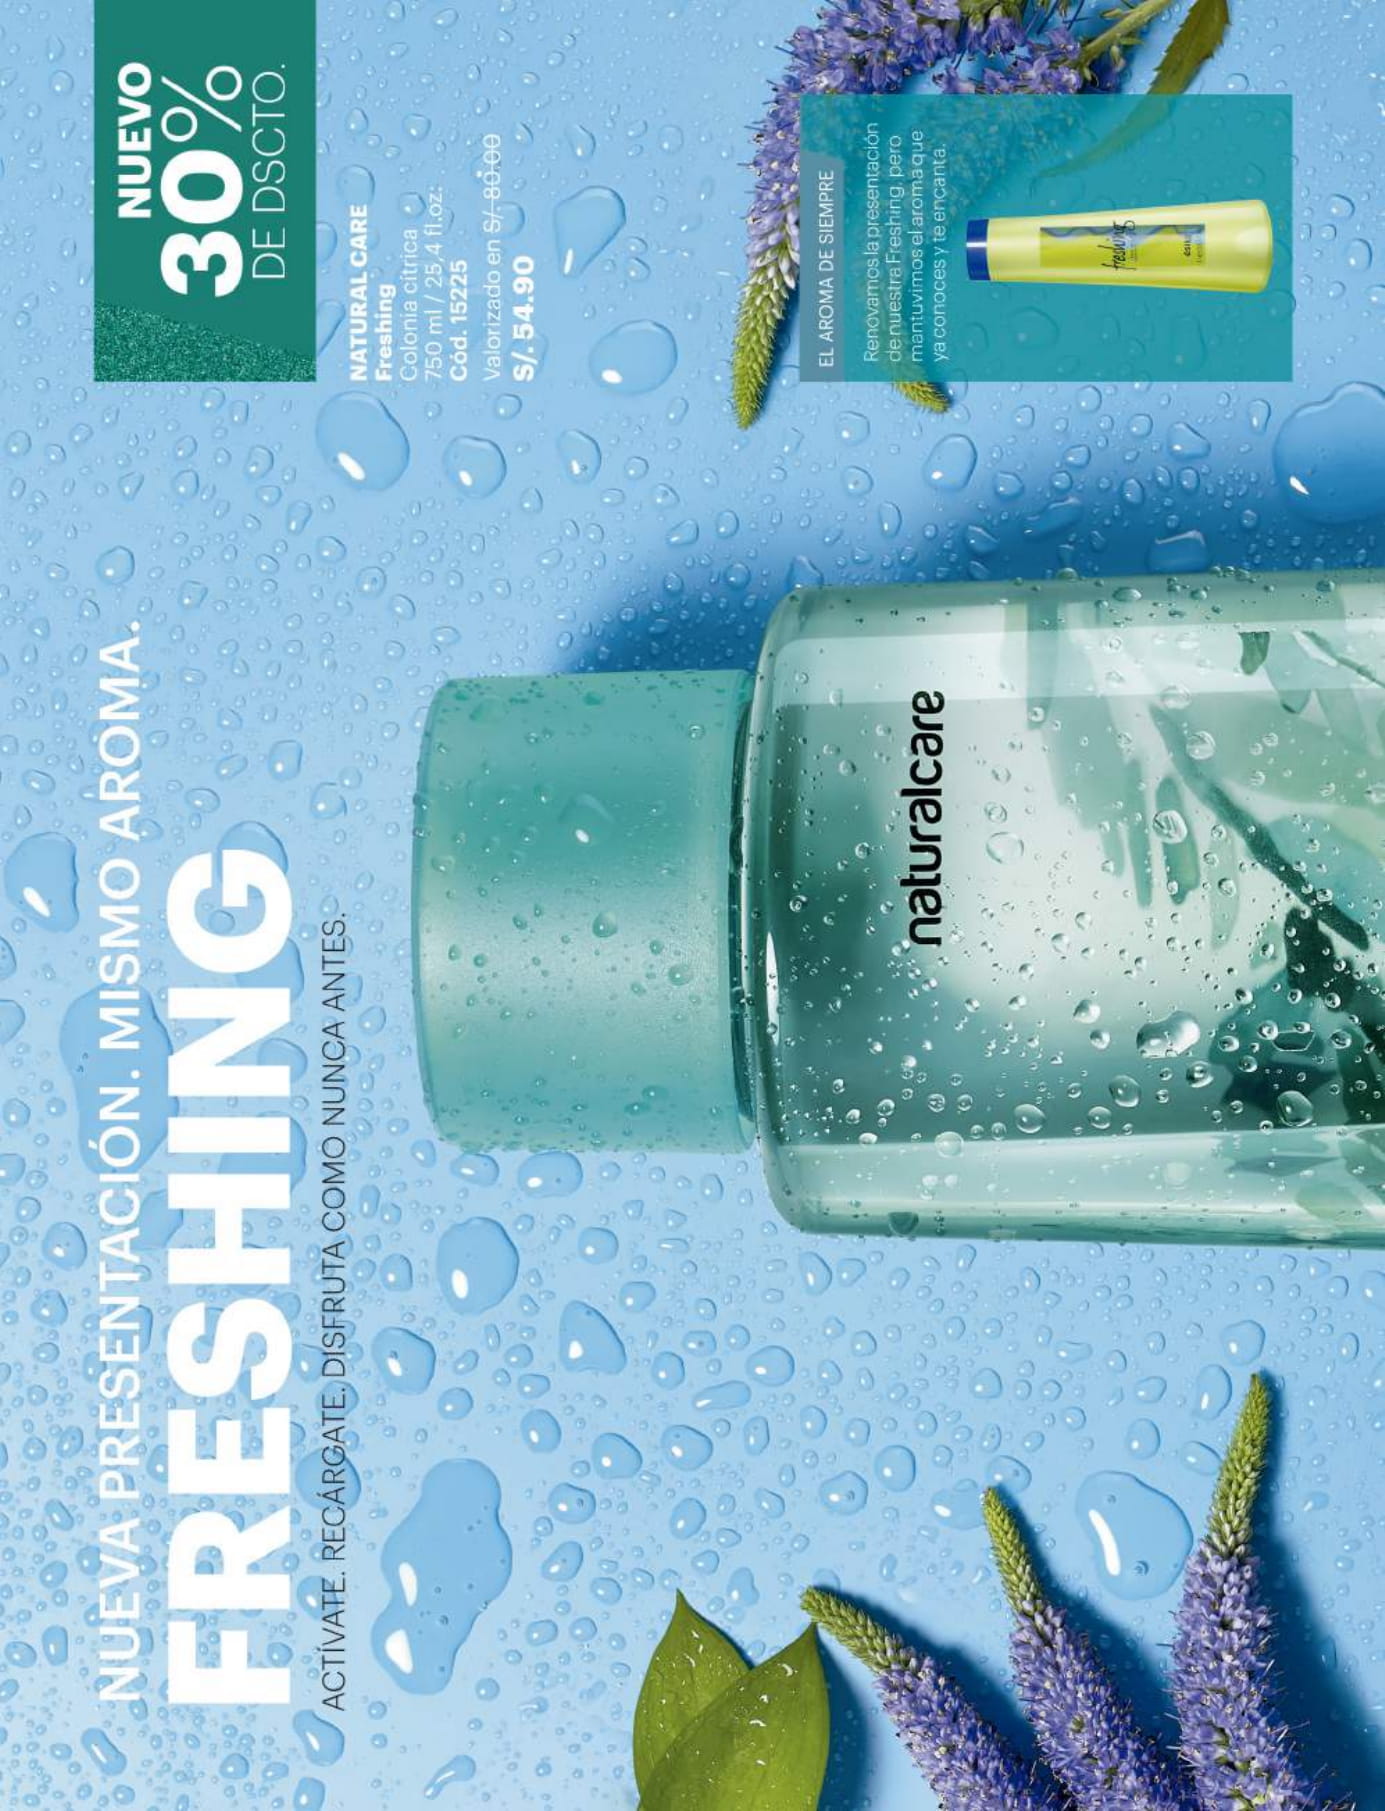 NUEVA PRESENTACIÓN. MISMO AROMA.
FRESHING
ACTÍVATE. RECÁRGATE. DISFRUTA COMO NUNCA ANTES.
NUEVO
30%
DE DSCTO.
NATURAL CARE
Freshing
Colonia cítrica
750 ml / 25,4 fl.oz.
Cód. 15225
Valorizado en S/. 80.00
S/. 54.90
naturalcare
EL AROMA DE SIEMPRE
Renovamos la presentación
de nuestra Freshing, pero
mantuvimos el aroma que
ya conoces y te encanta.
freshing
ésika